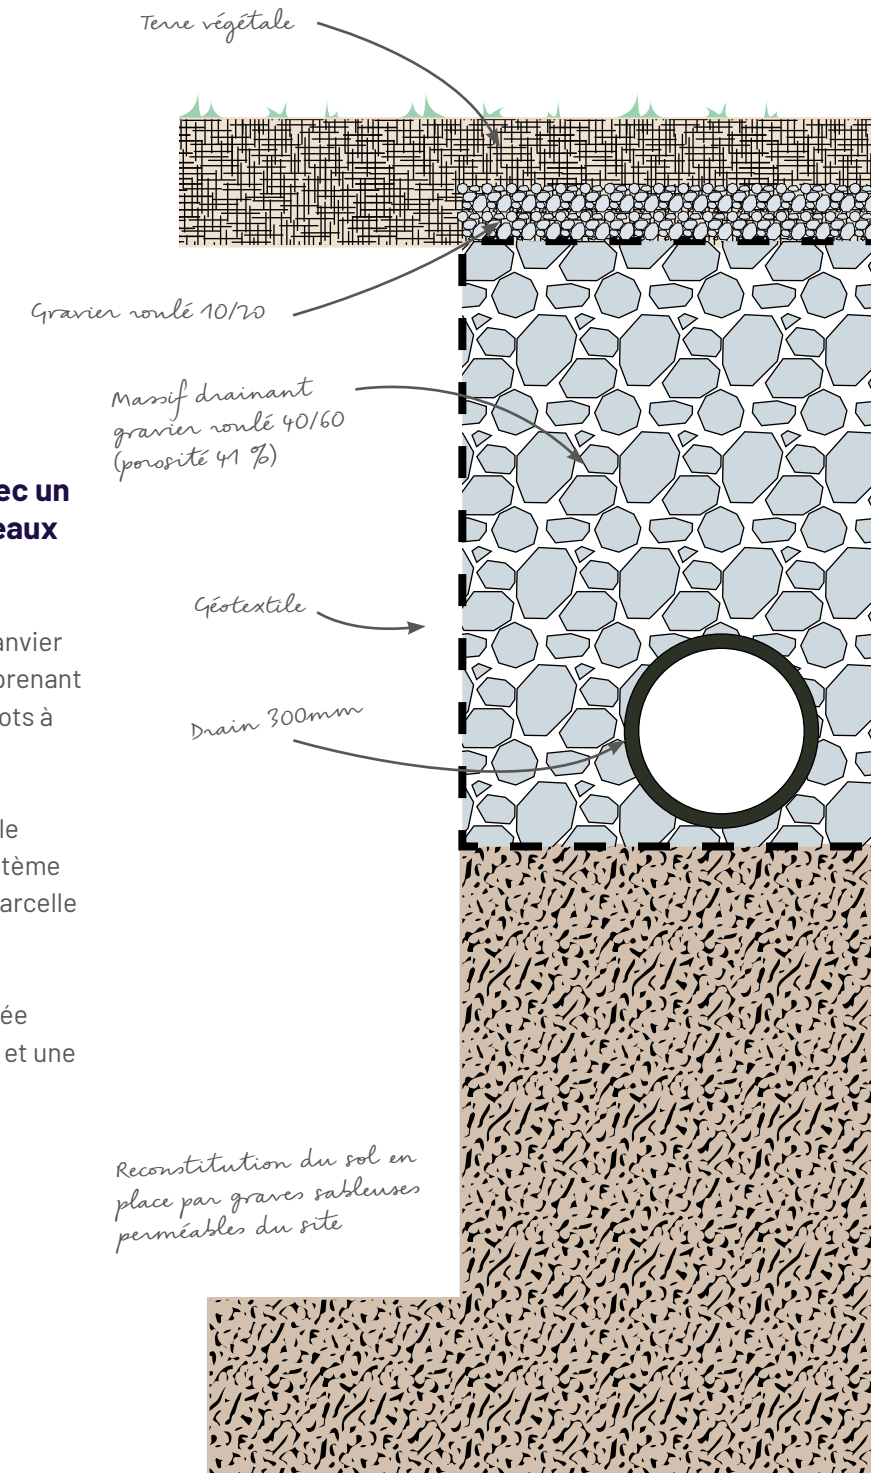 Terre végétale
Gravier roulé 10/20
Massif drainant
gravier roulé 40/60
(porosité 41 %)
ec un
eaux
Géotextile
anvier
prenant
ots à
Drain 300mm
le
tème
arcelle
ée
et une
Reconstitution du sol en
place par graves sableuses
perméables du site